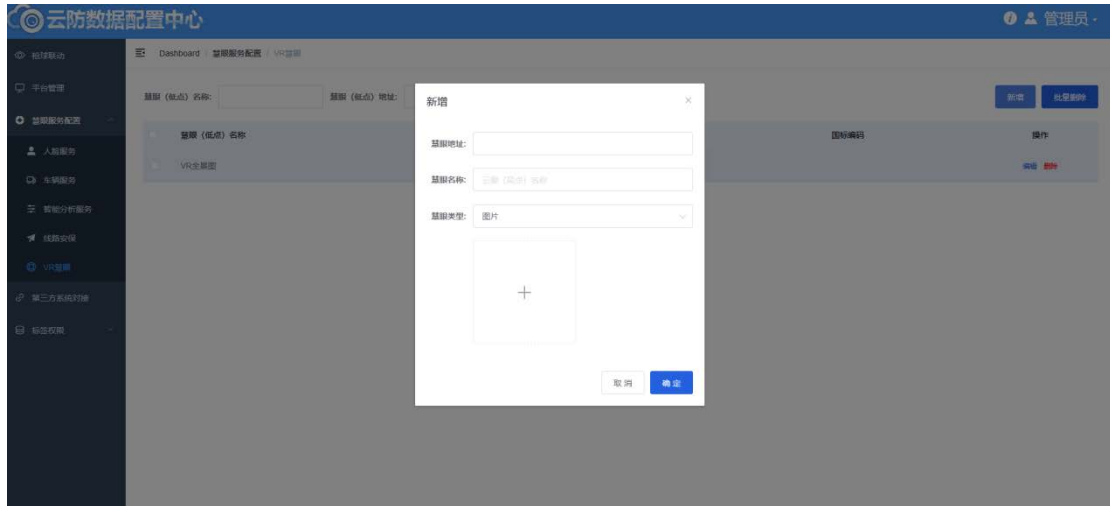 云防数据配置中心
管理员
枪球联动
Dashboard / 慧眼服务配置 / VR慧眼
平台管理
慧眼（低点）名称:
慧眼（低点）地址:
新增
批量删除
慧眼服务配置
慧眼（低点）名称
国标编码
操作
人脸服务
VR全景图
编辑 删除
车辆服务
智能分析服务
线路安保
VR慧眼
第三方系统对接
标签权限
新增
慧眼地址:
慧眼名称:
慧眼类型: 图片
取消
确定